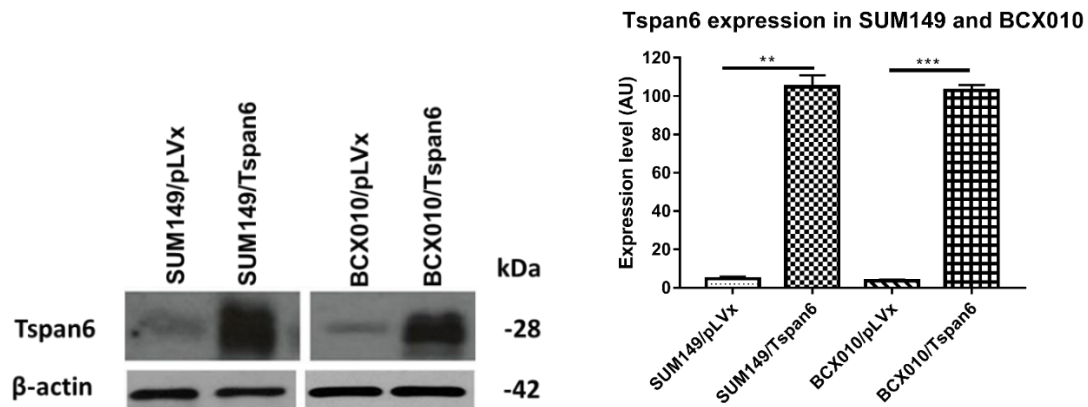 SUM149/pLVx
SUM149/Tspan6
BCX010/pLVx
BCX010/Tspan6
kDa
Tspan6
-28
β-actin
-42
Tspan6 expression in SUM149 and BCX010
Expression level (AU)
120
100
80
60
40
20
0
**
***
SUM149/pLVx
SUM149/Tspan6
BCX010/pLVx
BCX010/Tspan6